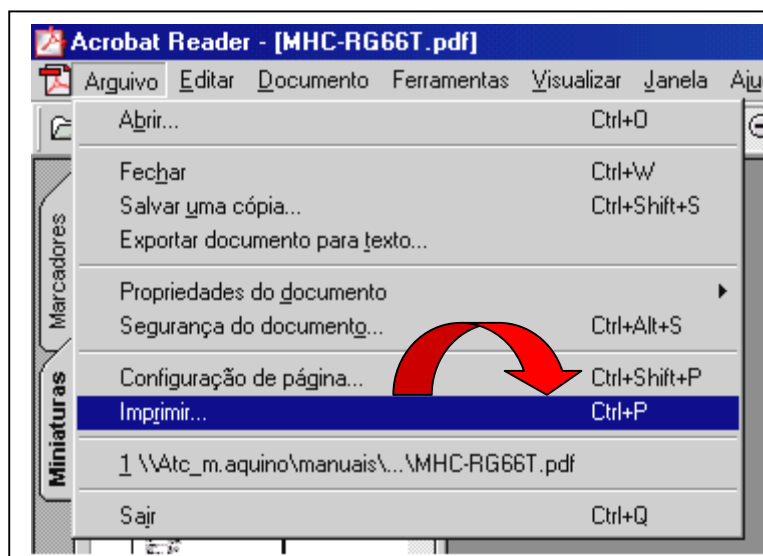 Acrobat Reader - [MHC-RG66T.pdf]
Arquivo Editar Documento Ferramentas Visualizar Janela
Abrir... Ctrl+O
Fechar Ctrl+W
Salvar uma cópia... Ctrl+Shift+S
Exportar documento para texto...
Propriedades do documento
Segurança do documento... Ctrl+Alt+S
Configuração de página... Ctrl+Shift+P
Imprimir... Ctrl+P
1 \\Atc_m.aquino\manuais\...\MHC-RG66T.pdf
Sair Ctrl+Q
Marcadores
Miniaturas